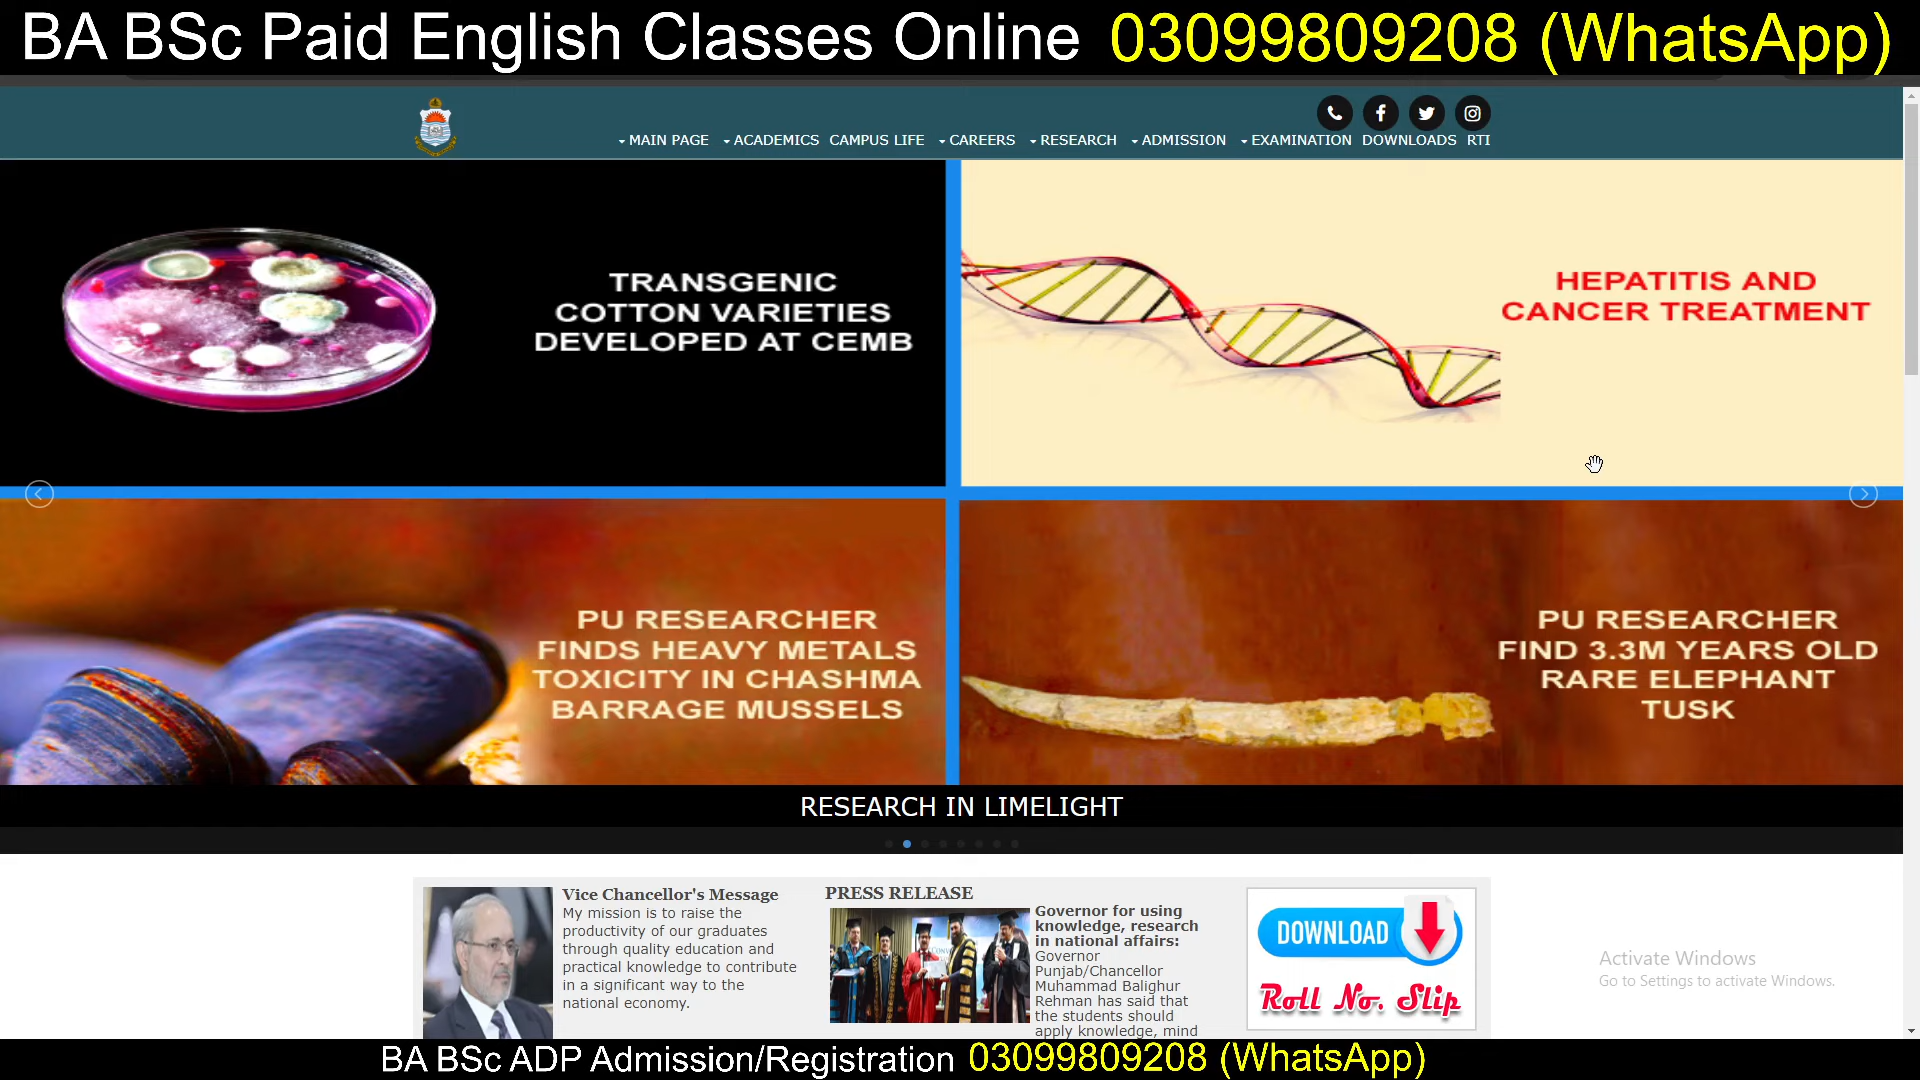 BA BSc Paid English Classes Online 03099809208 (WhatsApp)
MAIN PAGE ACADEMICS CAMPUS LIFE CAREERS RESEARCH ADMISSION EXAMINATION DOWNLOADS RTI
TRANSGENIC
COTTON VARIETIES
DEVELOPED AT CEMB
HEPATITIS AND
CANCER TREATMENT
PU RESEARCHER
FINDS HEAVY METALS
TOXICITY IN CHASHMA
BARRAGE MUSSELS
PU RESEARCHER
FIND 3.3M YEARS OLD
RARE ELEPHANT
TUSK
RESEARCH IN LIMELIGHT
Vice Chancellor's Message
My mission is to raise the
productivity of our graduates
through quality education and
practical knowledge to contribute
in a significant way to the
national economy.
PRESS RELEASE
Governor for using
knowledge, research
in national affairs:
Governor
Punjab/Chancellor
Muhammad Balighur
Rehman has said that
the students should
apply knowledge, mind
DOWNLOAD
Roll No. Slip
Activate Windows
Go to Settings to activate Windows.
BA BSc ADP Admission/Registration 03099809208 (WhatsApp)